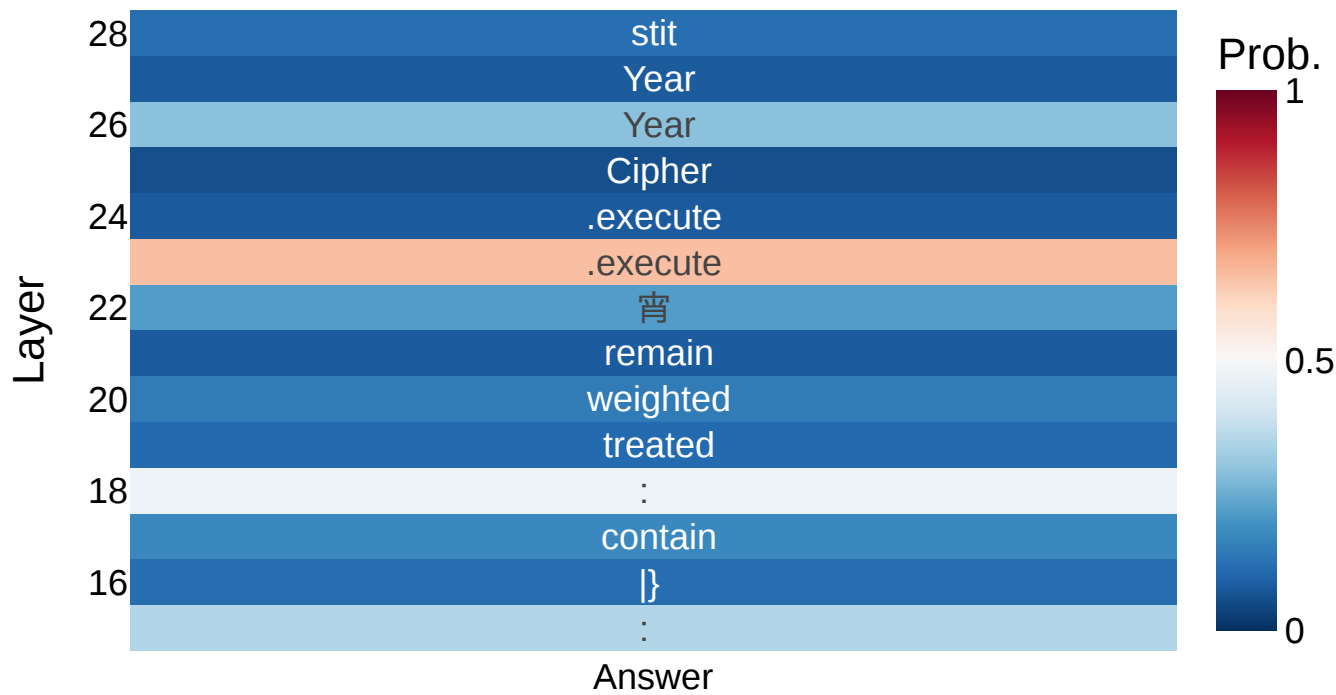 28 stit
Prob.
Year
1
26 Year
Cipher
24 .execute
.execute
Layer
22 宵
remain
0.5
20 weighted
treated
18 :
contain
16 |}
:
0
Answer